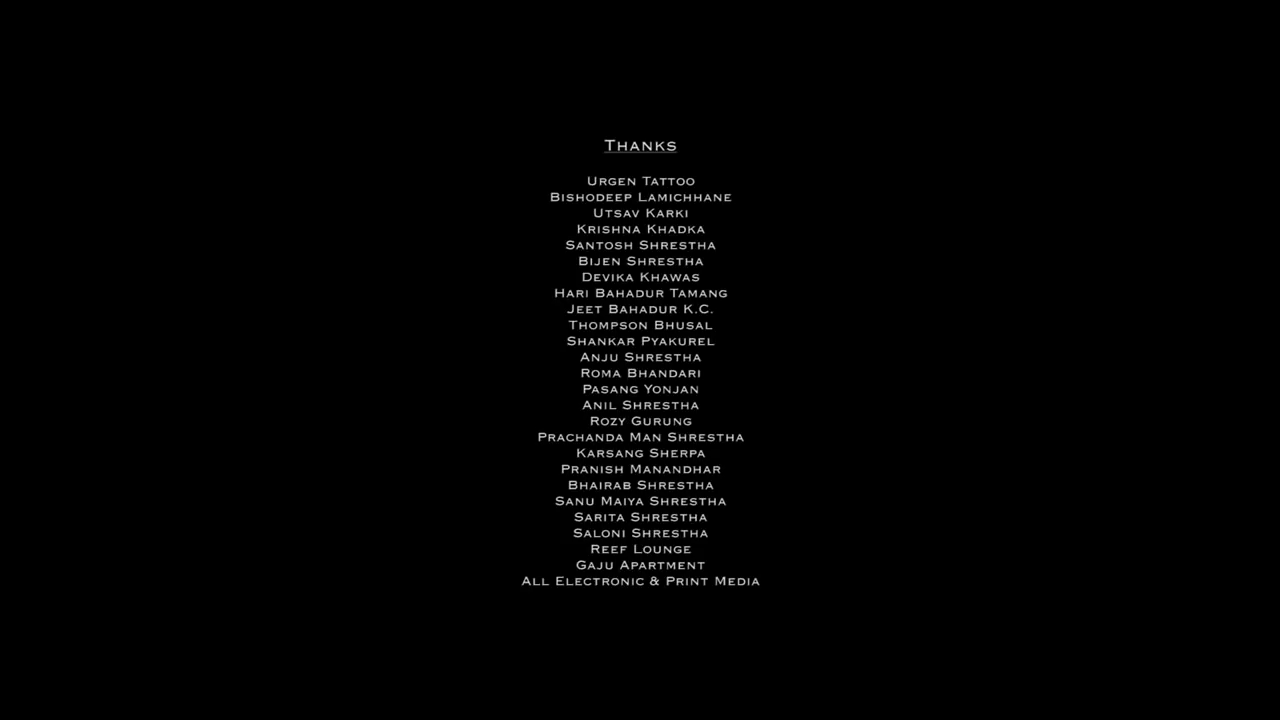 Thanks
Urgen Tattoo
Bishodeep Lamichhane
Utsav Karki
Krishna Khadka
Santosh Shrestha
Bijen Shrestha
Devika Khawas
Hari Bahadur Tamang
Jeet Bahadur K.C.
Thompson Bhusal
Shankar Pyakurel
Anju Shrestha
Roma Bhandari
Pasang Yonjan
Anil Shrestha
Rozy Gurung
Prachanda Man Shrestha
Karsang Sherpa
Pranish Manandhar
Bhairab Shrestha
Sanu Maiya Shrestha
Sarita Shrestha
Saloni Shrestha
Reef Lounge
Gaju Apartment
All Electronic & Print Media